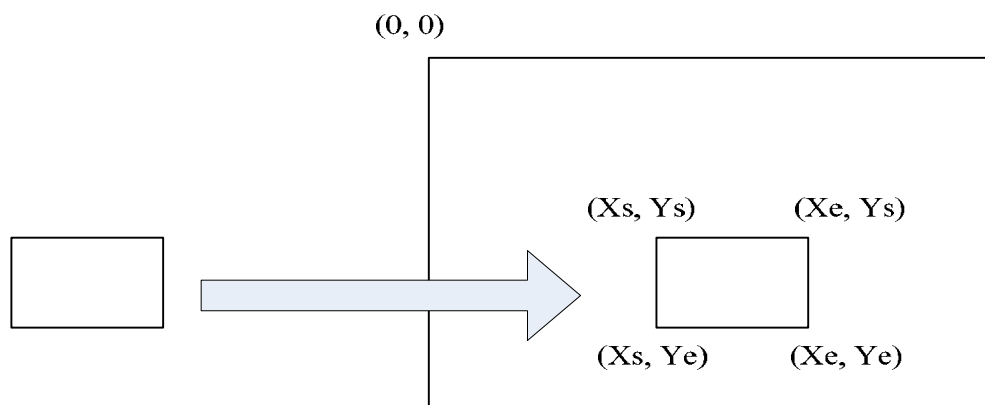 (0, 0)
(Xs, Ys) (Xe, Ys)
(Xs, Ye) (Xe, Ye)